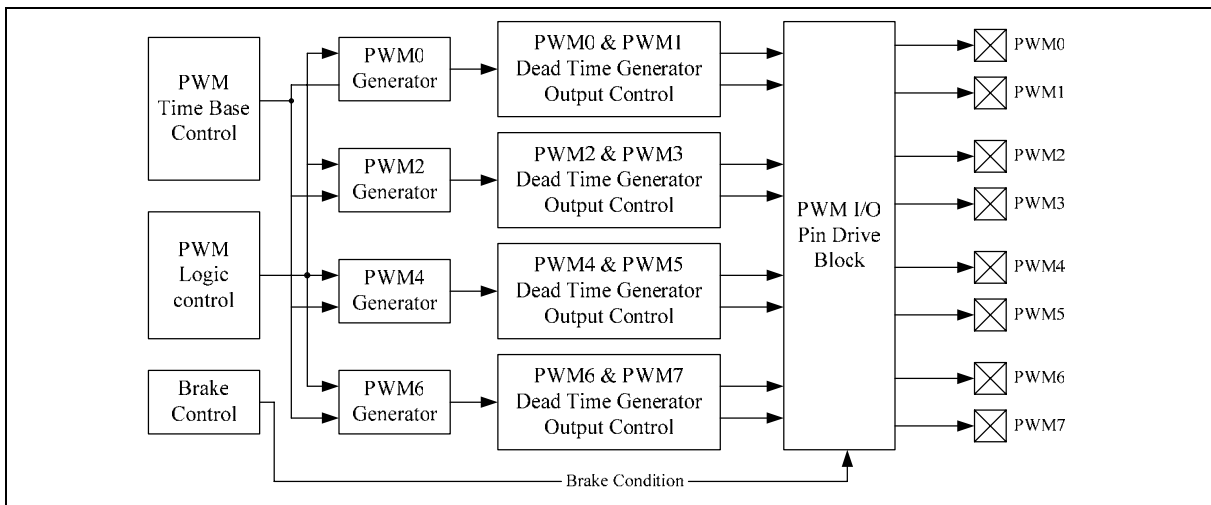 PWM
Time Base
Control
PWM
Logic
control
Brake
Control
PWM0
Generator
PWM2
Generator
PWM4
Generator
PWM6
Generator
PWM0 & PWM1
Dead Time Generator
Output Control
PWM2 & PWM3
Dead Time Generator
Output Control
PWM4 & PWM5
Dead Time Generator
Output Control
PWM6 & PWM7
Dead Time Generator
Output Control
PWM I/O
Pin Drive
Block
PWM0
PWM1
PWM2
PWM3
PWM4
PWM5
PWM6
PWM7
Brake Condition